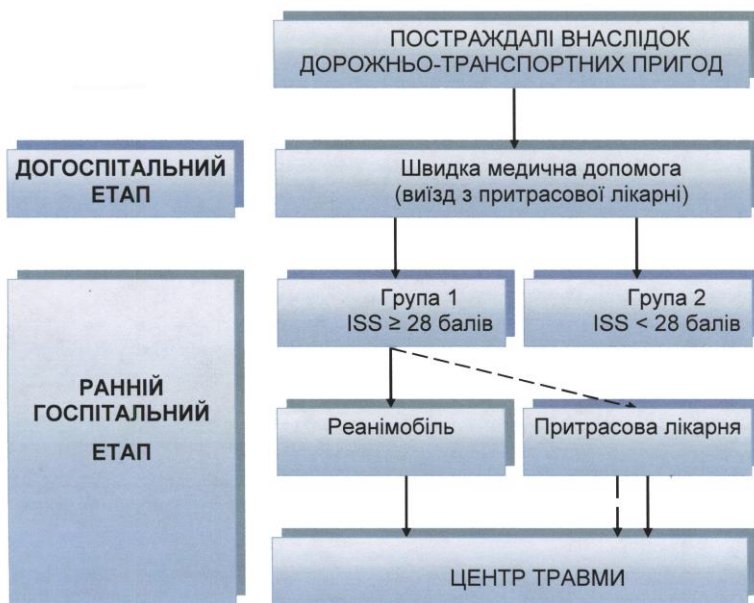 ПОСТРАЖДАЛІ ВНАСЛІДОК
ДОРОЖНЬО-ТРАНСПОРТНИХ ПРИГОД
ДОГОСПІТАЛЬНИЙ
ЕТАП
Швидка медична допомога
(виїзд з притрасової лікарні)
Група 1
ISS ≥ 28 балів
Група 2
ISS < 28 балів
РАННІЙ
ГОСПІТАЛЬНИЙ
ЕТАП
Реанімобіль
Притрасова лікарня
ЦЕНТР ТРАВМИ